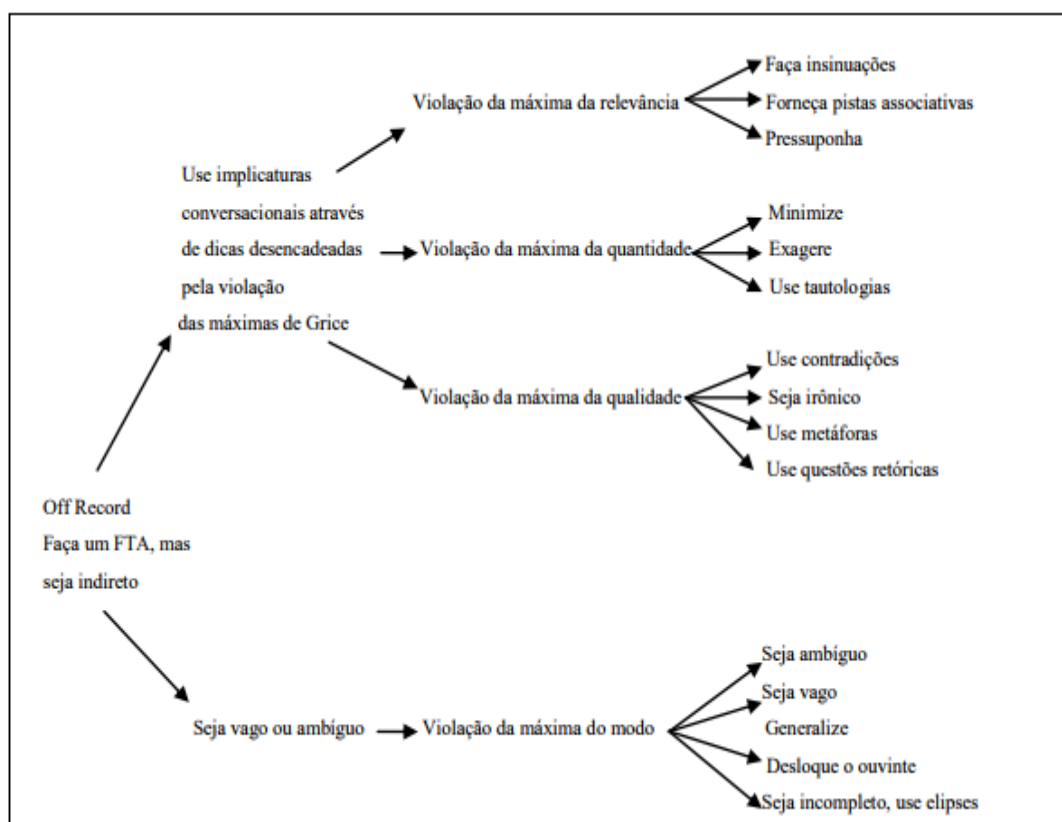 Violação da máxima da relevância
Faça insinuações
Forneça pistas associativas
Pressuponha
Use implicaturas
conversacionais através
de dicas desencadeadas
pela violação
das máximas de Grice
Violação da máxima da quantidade
Minimize
Exagere
Use tautologias
Violação da máxima da qualidade
Use contradições
Seja irônico
Use metáforas
Use questões retóricas
Off Record
Faça um FTA, mas
seja indireto
Seja vago ou ambíguo
Violação da máxima do modo
Seja ambíguo
Seja vago
Generalize
Desloque o ouvinte
Seja incompleto, use elipses